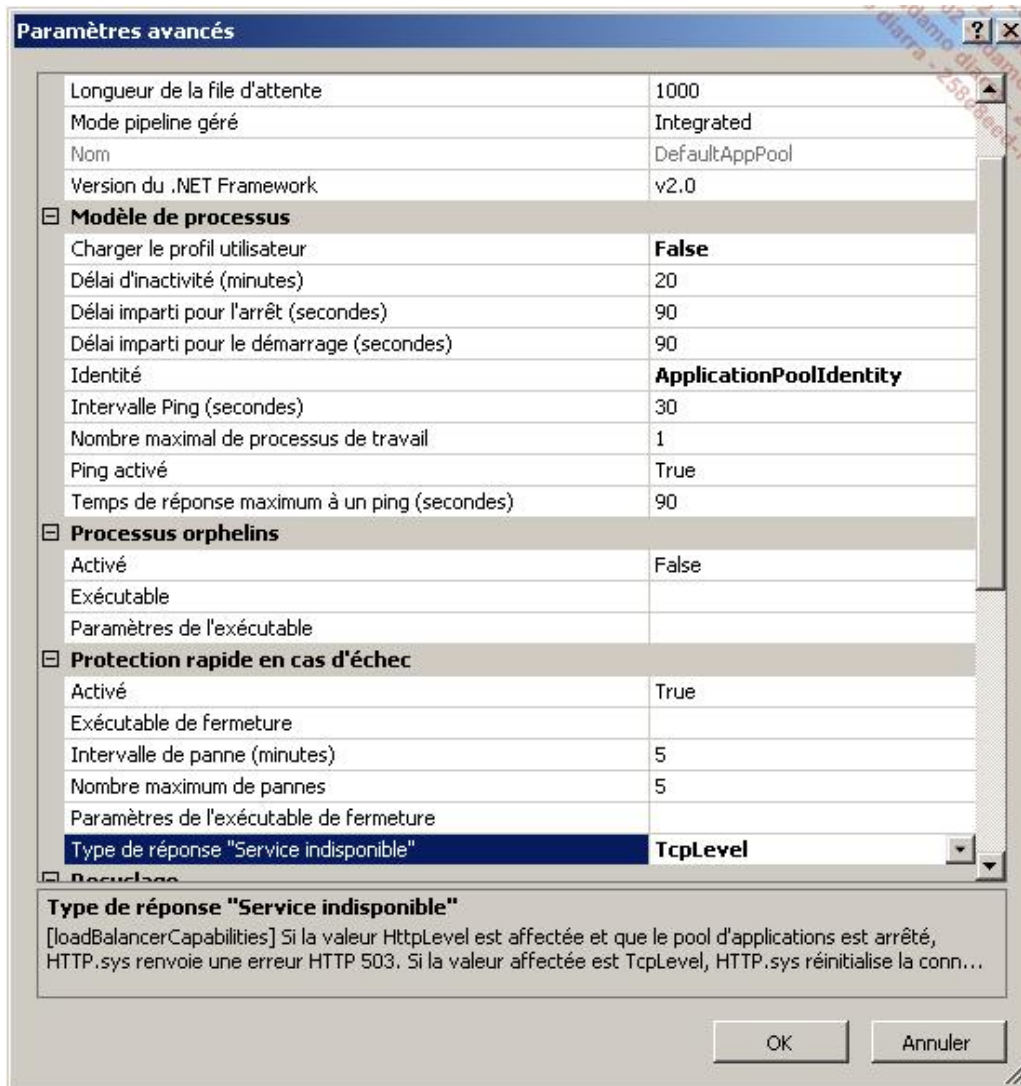 Paramètres avancés
Longueur de la file d'attente 1000
Mode pipeline géré Integrated
Nom DefaultAppPool
Version du .NET Framework v2.0
Modèle de processus
Charger le profil utilisateur False
Délai d'inactivité (minutes) 20
Délai imparti pour l'arrêt (secondes) 90
Délai imparti pour le démarrage (secondes) 90
Identité ApplicationPoolIdentity
Intervalle Ping (secondes) 30
Nombre maximal de processus de travail 1
Ping activé True
Temps de réponse maximum à un ping (secondes) 90
Processus orphelins
Activé False
Exécutable
Paramètres de l'exécutable
Protection rapide en cas d'échec
Activé True
Exécutable de fermeture
Intervalle de panne (minutes) 5
Nombre maximum de pannes 5
Paramètres de l'exécutable de fermeture
Type de réponse "Service indisponible" TcpLevel
Recyclage
Type de réponse "Service indisponible"
[loadBalancerCapabilities] Si la valeur HttpLevel est affectée et que le pool d'applications est arrêté,
HTTP.sys renvoie une erreur HTTP 503. Si la valeur affectée est TcpLevel, HTTP.sys réinitialise la conn...
OK Annuler